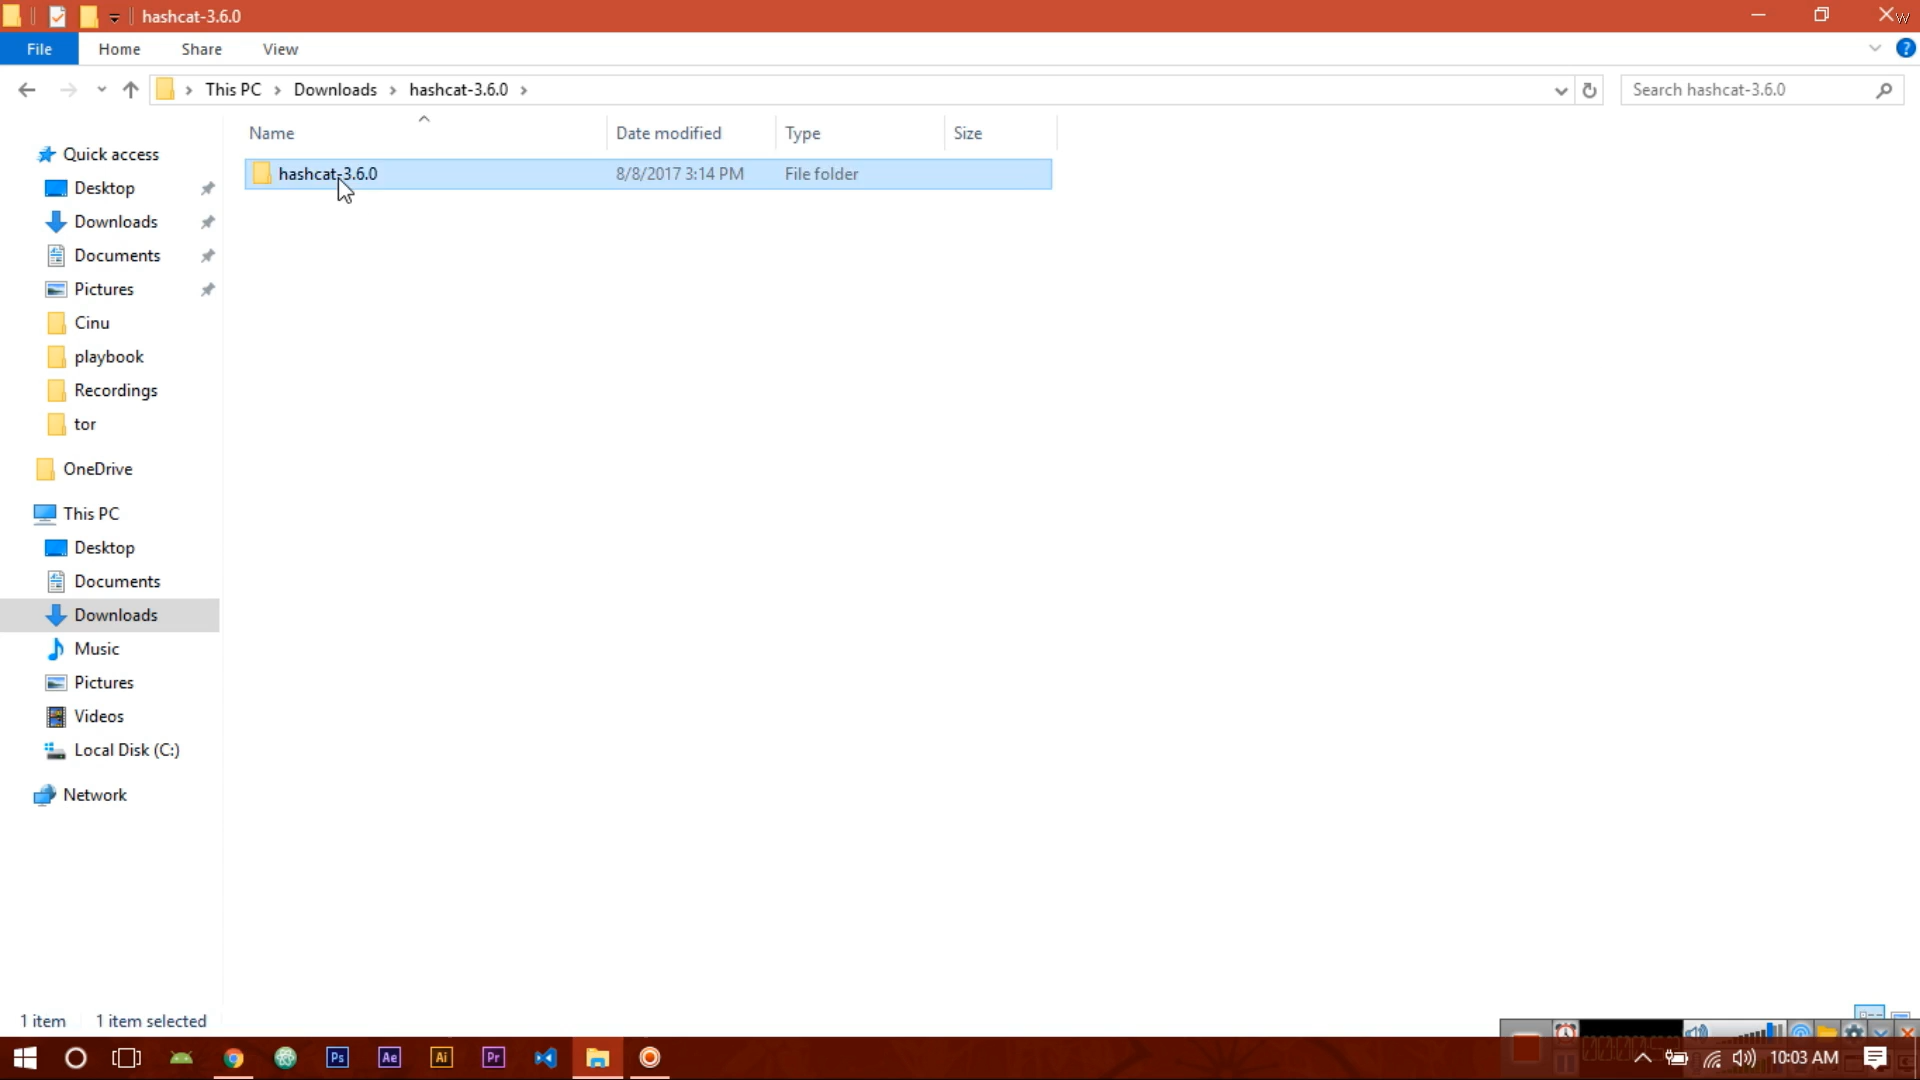 hashcat-3.6.0
W
File Home Share View
?
This PC Downloads hashcat-3.6.0
Search hashcat-3.6.0
Name Date modified Type Size
hashcat-3.6.0 8/8/2017 3:14 PM File folder
Quick access
Desktop
Downloads
Documents
Pictures
Cinu
playbook
Recordings
tor
OneDrive
This PC
Desktop
Documents
Downloads
Music
Pictures
Videos
Local Disk (C:)
Network
1 item 1 item selected
Ps Ae Ai Pr
10:03 AM